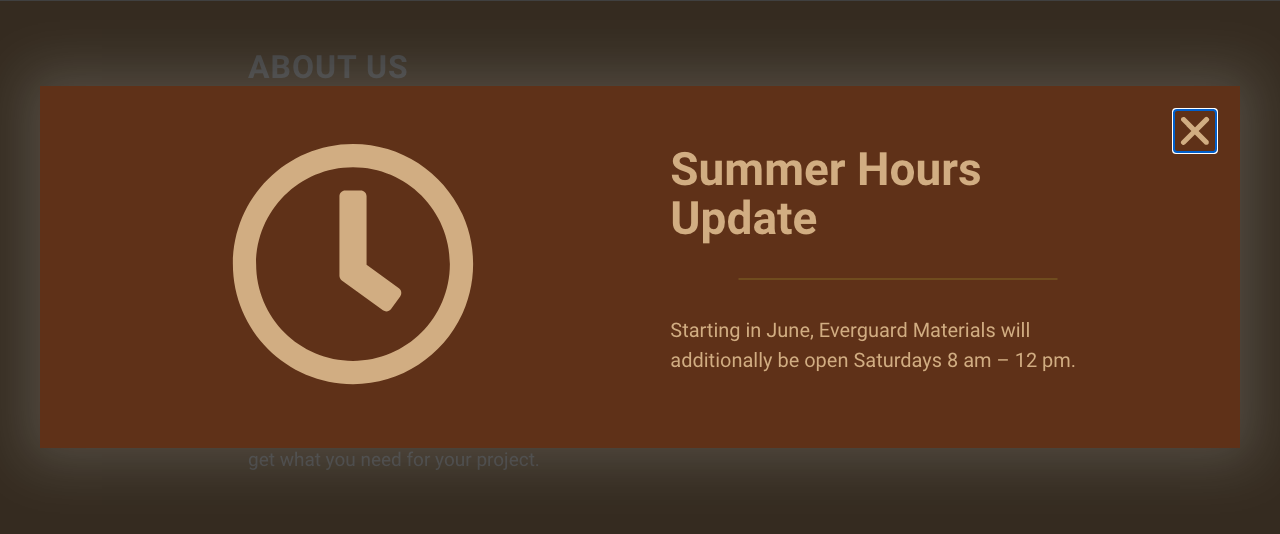 ABOUT US
Summer Hours
Update
Starting in June, Everguard Materials will
additionally be open Saturdays 8 am – 12 pm.
get what you need for your project.